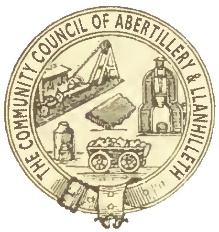 THE COMMUNITY COUNCIL OF ABERTILLERY & LLANHILLETH